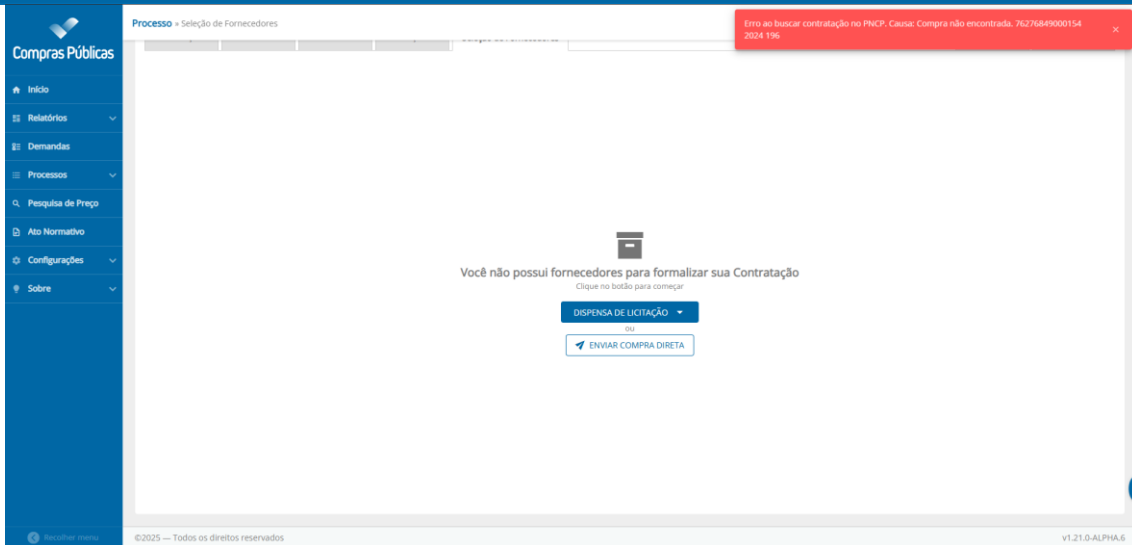 Processo » Seleção de Fornecedores
Erro ao buscar contratação no PNCP. Causa: Compra não encontrada, 76276849000154
2024 196
×
Compras Públicas
Início
Relatórios
Demandas
Processos
Pesquisa de Preço
Ato Normativo
Configurações
Sobre
Você não possui fornecedores para formalizar sua Contratação
Clique no botão para começar
DISPENSA DE LICITAÇÃO
ou
ENVIAR COMPRA DIRETA
Recolher menu
©2025 — Todos os direitos reservados
v1.21.0-ALPHA.6